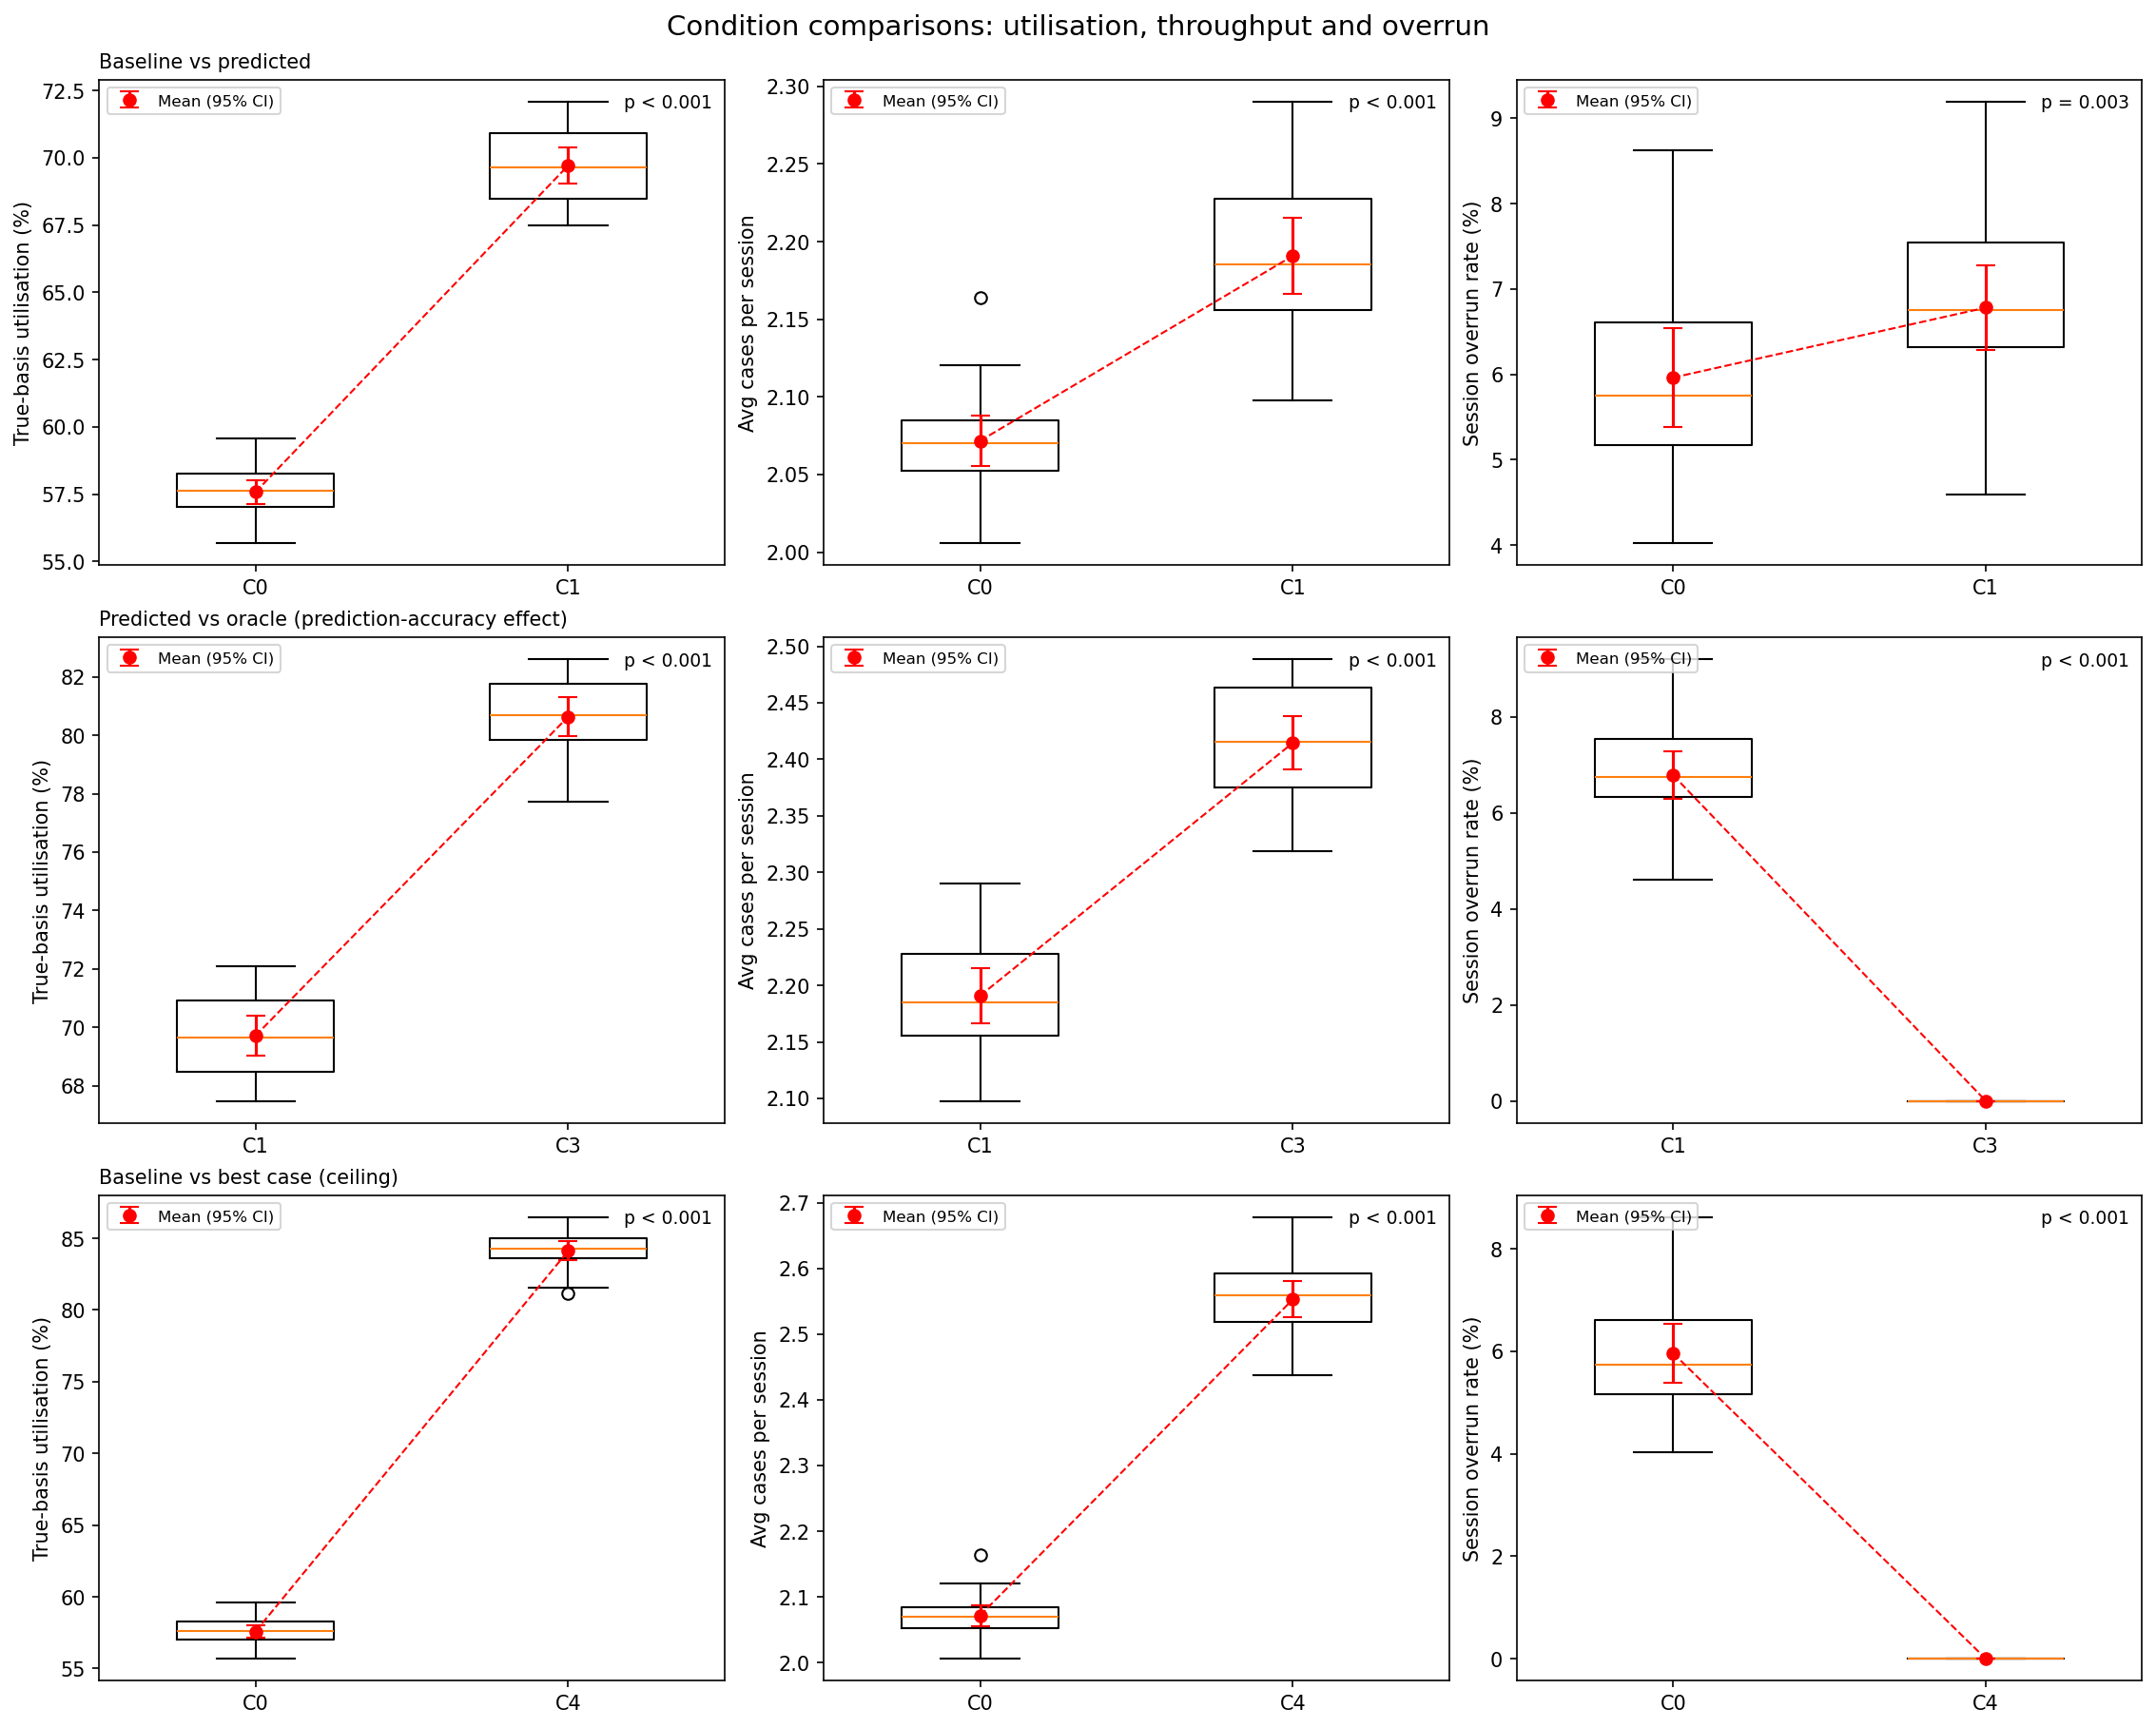 Condition comparisons: utilisation, throughput and overrun
Baseline vs predicted
True-basis utilisation (%)
72.5
70.0
67.5
65.0
62.5
60.0
57.5
55.0
Mean (95% CI)
p < 0.001
C0
C1
Avg cases per session
2.30
2.25
2.20
2.15
2.10
2.05
2.00
Mean (95% CI)
p < 0.001
C0
C1
Session overrun rate (%)
9
8
7
6
5
4
Mean (95% CI)
p = 0.003
C0
C1
Predicted vs oracle (prediction-accuracy effect)
True-basis utilisation (%)
82
80
78
76
74
72
70
68
Mean (95% CI)
p < 0.001
C1
C3
Avg cases per session
2.50
2.45
2.40
2.35
2.30
2.25
2.20
2.15
2.10
Mean (95% CI)
p < 0.001
C1
C3
Session overrun rate (%)
8
6
4
2
0
Mean (95% CI)
p < 0.001
C1
C3
Baseline vs best case (ceiling)
True-basis utilisation (%)
85
80
75
70
65
60
55
Mean (95% CI)
p < 0.001
C0
C4
Avg cases per session
2.7
2.6
2.5
2.4
2.3
2.2
2.1
2.0
Mean (95% CI)
p < 0.001
C0
C4
Session overrun rate (%)
8
6
4
2
0
Mean (95% CI)
p < 0.001
C0
C4